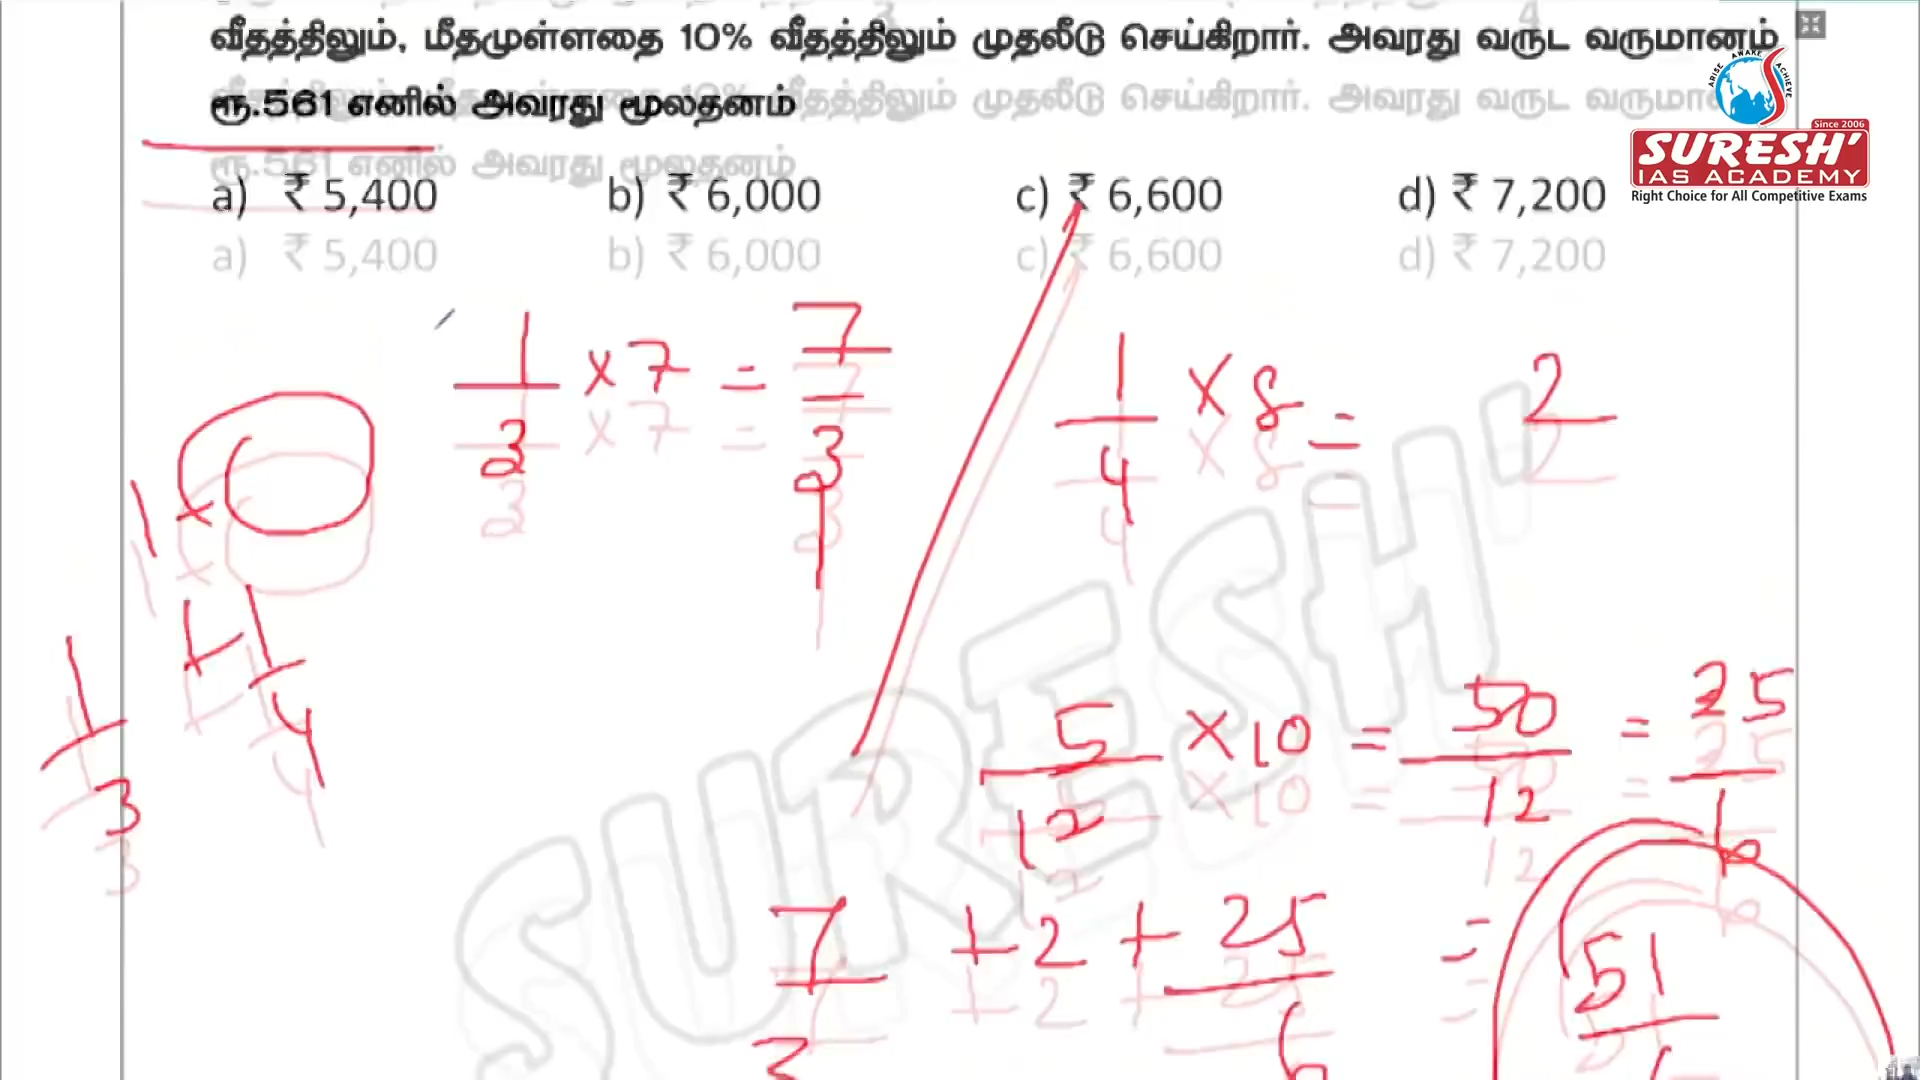 வீதத்திலும், மீதமுள்ளதை 10% வீதத்திலும் முதலீடு செய்கிறார். அவரது வருட வருமானம்
ரூ.561 எனில் அவரது மூலதனம்
a) ₹ 5,400 b) ₹ 6,000 c) ₹ 6,600 d) ₹ 7,200
ARISE AWAKE ACHIEVE
Since 2006
SURESH'
IAS ACADEMY
Right Choice for All Competitive Exams
1/3 × 7 = 7/3
1/4 × 8 = 2
1 × 
1/3 1/4
5/12 × 10 = 50/12 = 25/6
7/3 + 2 + 25/6 = 51/6
SURESH'